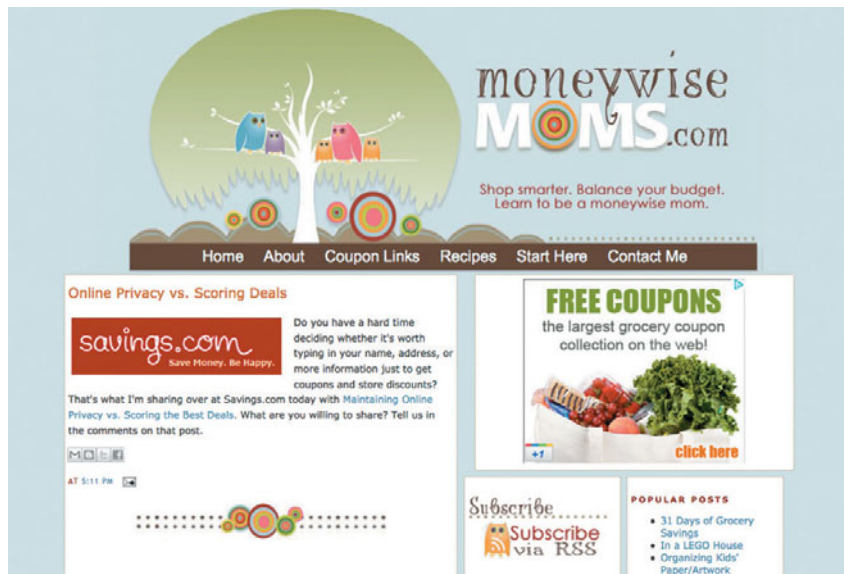 moneywise
MOMS.com
Shop smarter. Balance your budget.
Learn to be a moneywise mom.
Home About Coupon Links Recipes Start Here Contact Me
Online Privacy vs. Scoring Deals
savings.com
Save Money. Be Happy.
Do you have a hard time
deciding whether it's worth
typing in your name, address, or
more information just to get
coupons and store discounts?
That's what I'm sharing over at Savings.com today with Maintaining Online
Privacy vs. Scoring the Best Deals. What are you willing to share? Tell us in
the comments on that post.
AT 5:11 PM
FREE COUPONS
the largest grocery coupon
collection on the web!
+1
click here
Subscribe
Subscribe
via RSS
POPULAR POSTS
31 Days of Grocery
Savings
In a LEGO House
Organizing Kids'
Paper/Artwork